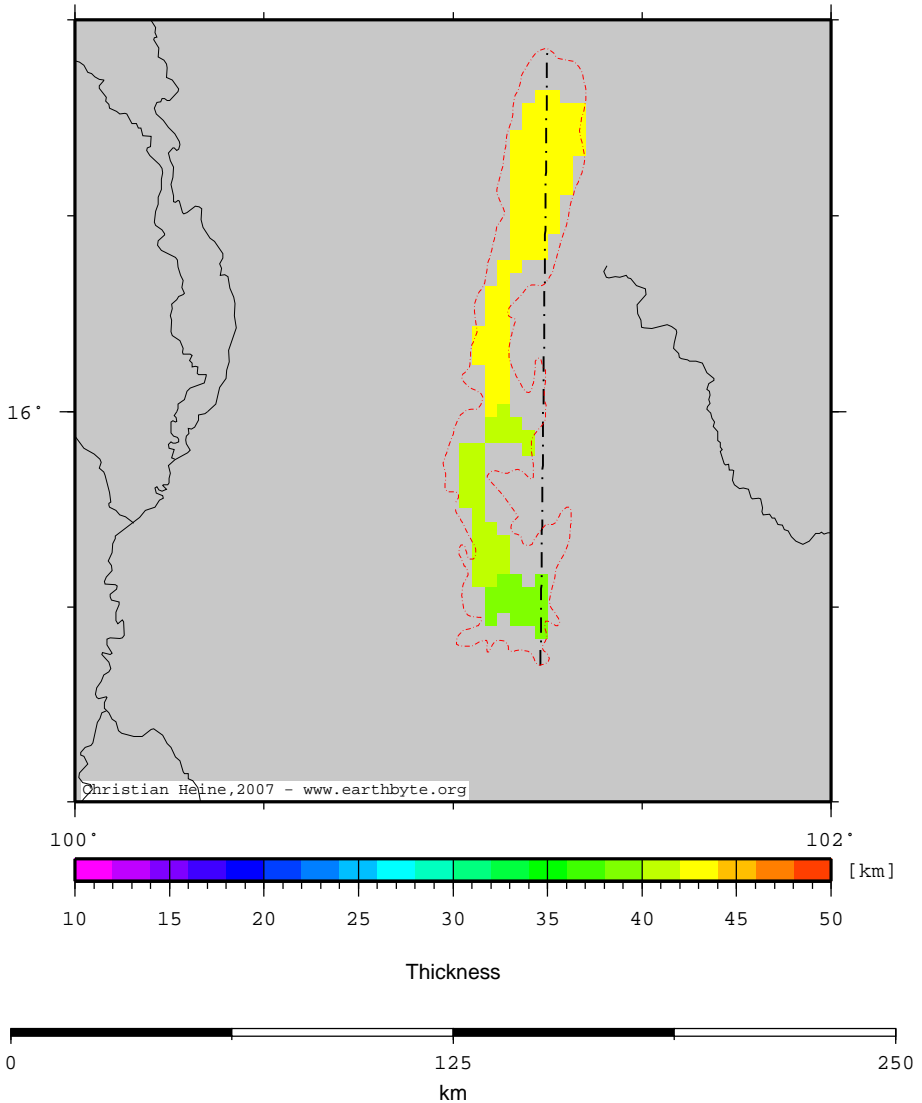 16°
Christian Heine,2007 - www.earthbyte.org
100° 102°
[km]
10 15 20 25 30 35 40 45 50
Thickness
0 125 250
km